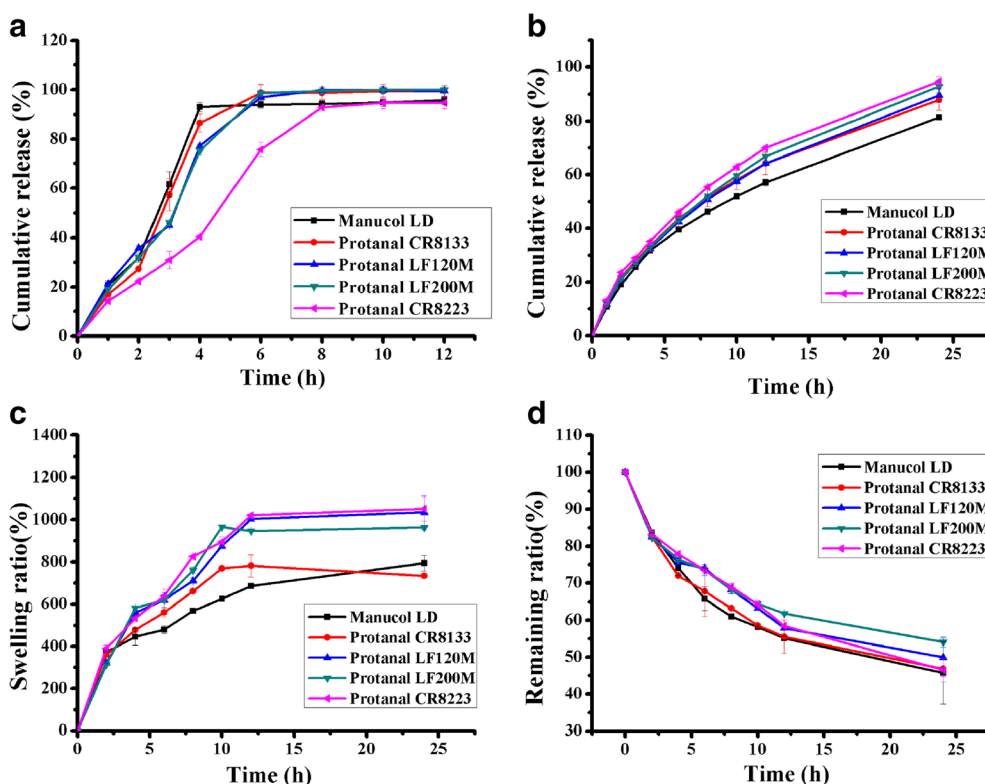 a
120
100
80
60
40
20
0
Cumulative release (%)
0 2 4 6 8 10 12
Time (h)
Manucol LD
Protanal CR8133
Protanal LF120M
Protanal LF200M
Protanal CR8223
b
100
80
60
40
20
0
Cumulative release (%)
0 5 10 15 20 25
Time (h)
Manucol LD
Protanal CR8133
Protanal LF120M
Protanal LF200M
Protanal CR8223
c
1400
1200
1000
800
600
400
200
0
Swelling ratio(%)
0 5 10 15 20 25
Time (h)
Manucol LD
Protanal CR8133
Protanal LF120M
Protanal LF200M
Protanal CR8223
d
110
100
90
80
70
60
50
40
30
Remaining ratio(%)
0 5 10 15 20 25
Time (h)
Manucol LD
Protanal CR8133
Protanal LF120M
Protanal LF200M
Protanal CR8223